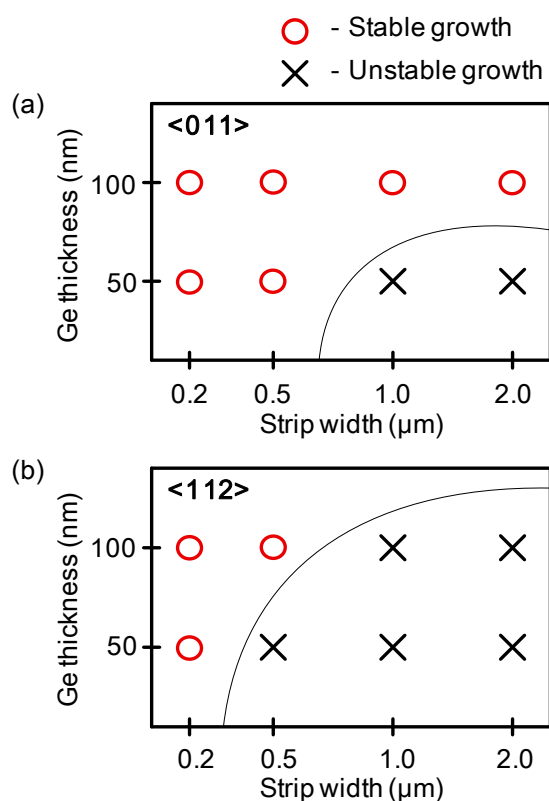 - Stable growth
- Unstable growth
(a)
<011>
Ge thickness (nm)
100
50
0.2 0.5 1.0 2.0
Strip width (µm)
(b)
<112>
Ge thickness (nm)
100
50
0.2 0.5 1.0 2.0
Strip width (µm)